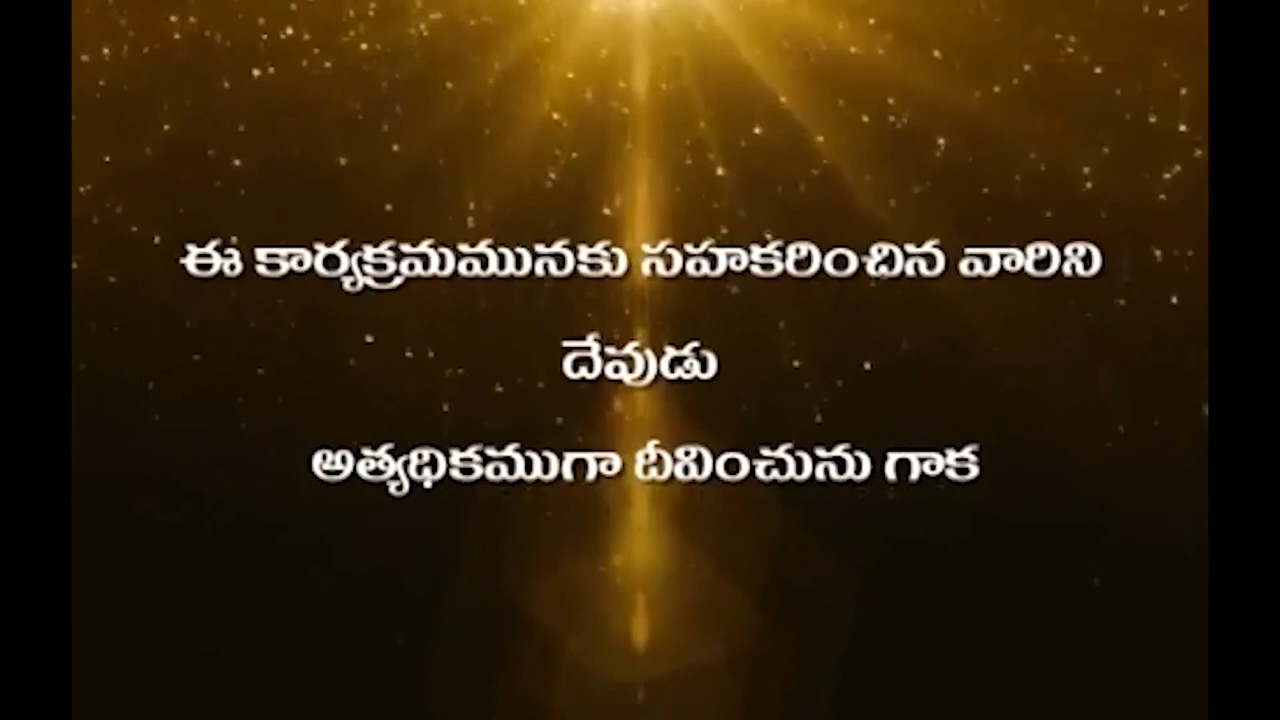 ఈ కార్యక్రమమునకు సహకరించిన వారిని
దేవుడు
అత్యధికముగా దీవించును గాక